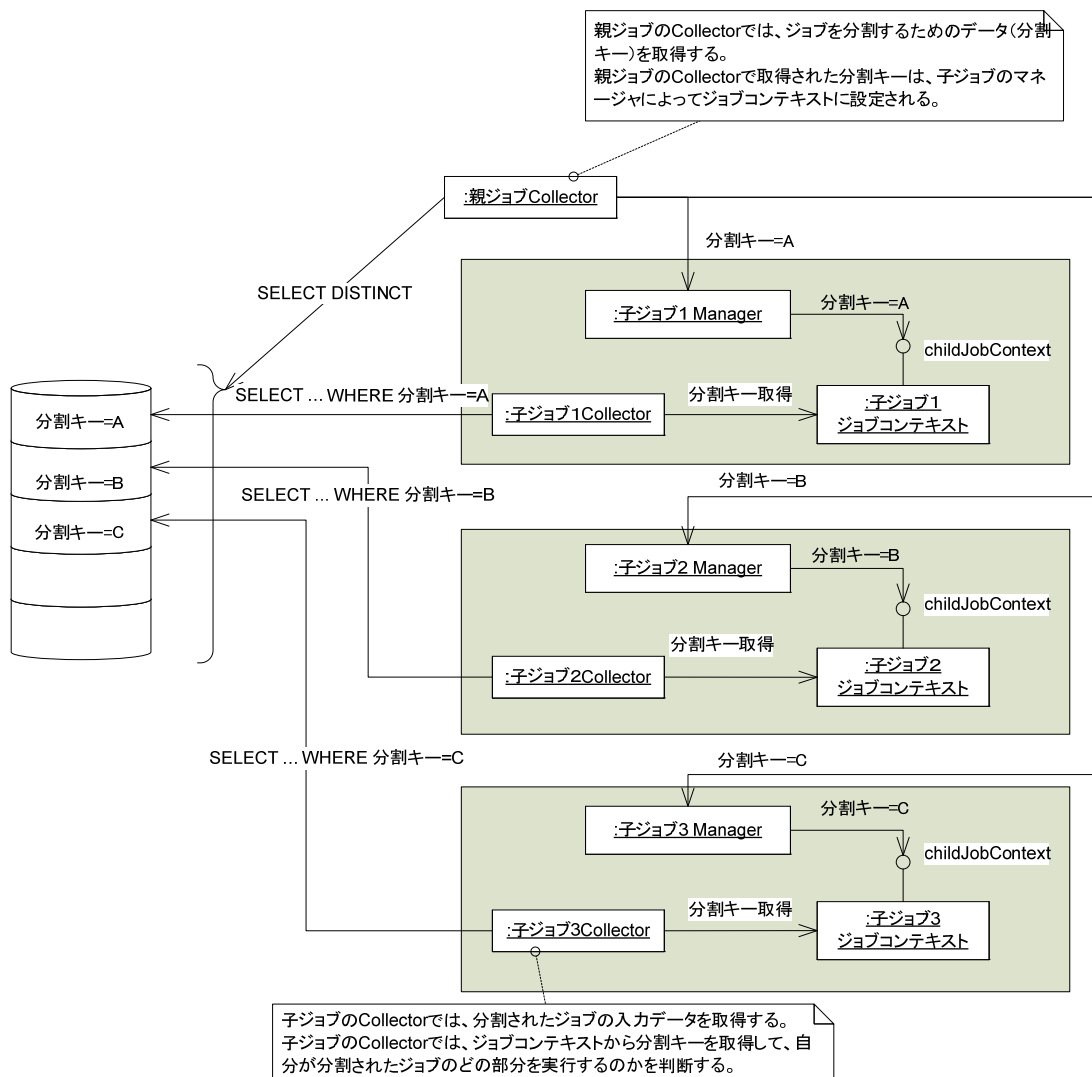 親ジョブのCollectorでは、ジョブを分割するためのデータ(分割
キー)を取得する。
親ジョブのCollectorで取得された分割キーは、子ジョブのマネ
ージャによってジョブコンテキストに設定される。
:親ジョブCollector
分割キー=A
SELECT DISTINCT
:子ジョブ1 Manager
分割キー=A
childJobContext
SELECT ... WHERE 分割キー=A
分割キー取得
:子ジョブ1Collector
:子ジョブ1
ジョブコンテキスト
分割キー=A
分割キー=B
分割キー=C
分割キー=B
SELECT ... WHERE 分割キー=B
:子ジョブ2 Manager
分割キー=B
childJobContext
分割キー取得
:子ジョブ2Collector
:子ジョブ2
ジョブコンテキスト
SELECT ... WHERE 分割キー=C
分割キー=C
:子ジョブ3 Manager
分割キー=C
childJobContext
分割キー取得
:子ジョブ3Collector
:子ジョブ3
ジョブコンテキスト
子ジョブのCollectorでは、分割されたジョブの入力データを取得する。
子ジョブのCollectorでは、ジョブコンテキストから分割キーを取得して、自
分が分割されたジョブのどの部分を実行するのかを判断する。